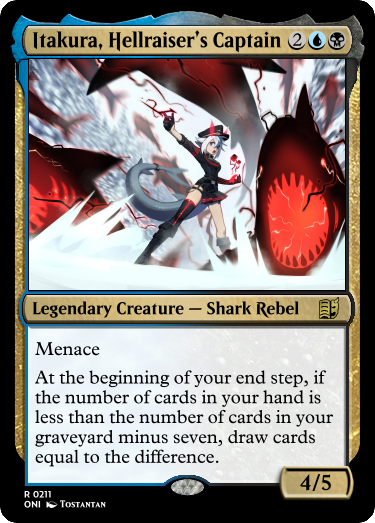 Itakura, Hellraiser's Captain 2
Legendary Creature — Shark Rebel
Menace
At the beginning of your end step, if
the number of cards in your hand is
less than the number of cards in your
graveyard minus seven, draw cards
equal to the difference.
4/5
R 0211
ONI Tostantan